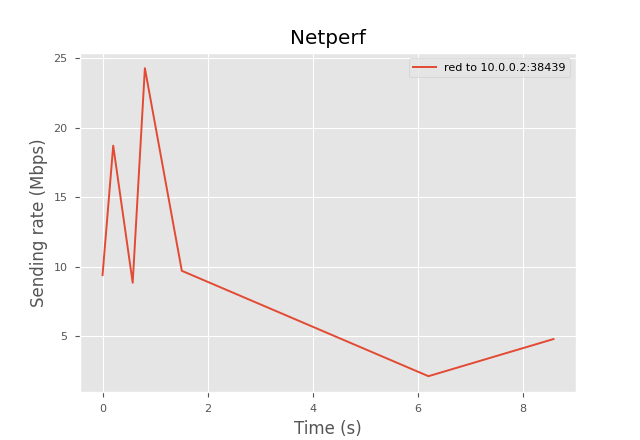 Netperf
red to 10.0.0.2:38439
Sending rate (Mbps)
25
20
15
10
5
0 2 4 6 8
Time (s)